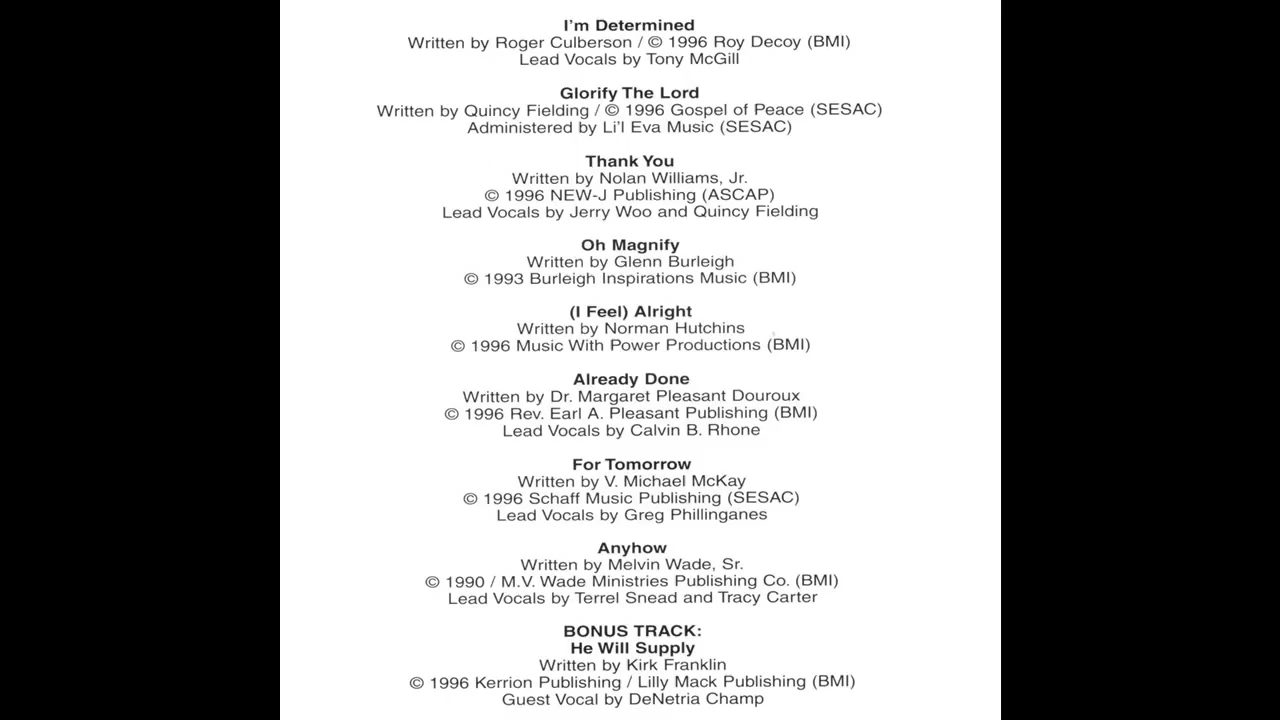 I'm Determined
Written by Roger Culberson / © 1996 Roy Decoy (BMI)
Lead Vocals by Tony McGill
Glorify The Lord
Written by Quincy Fielding / © 1996 Gospel of Peace (SESAC)
Administered by Li'l Eva Music (SESAC)
Thank You
Written by Nolan Williams, Jr.
© 1996 NEW-J Publishing (ASCAP)
Lead Vocals by Jerry Woo and Quincy Fielding
Oh Magnify
Written by Glenn Burleigh
© 1993 Burleigh Inspirations Music (BMI)
(I Feel) Alright
Written by Norman Hutchins
© 1996 Music With Power Productions (BMI)
Already Done
Written by Dr. Margaret Pleasant Douroux
© 1996 Rev. Earl A. Pleasant Publishing (BMI)
Lead Vocals by Calvin B. Rhone
For Tomorrow
Written by V. Michael McKay
© 1996 Schaff Music Publishing (SESAC)
Lead Vocals by Greg Phillinganes
Anyhow
Written by Melvin Wade, Sr.
© 1990 / M.V. Wade Ministries Publishing Co. (BMI)
Lead Vocals by Terrel Snead and Tracy Carter
BONUS TRACK:
He Will Supply
Written by Kirk Franklin
© 1996 Kerrion Publishing / Lilly Mack Publishing (BMI)
Guest Vocal by DeNetria Champ